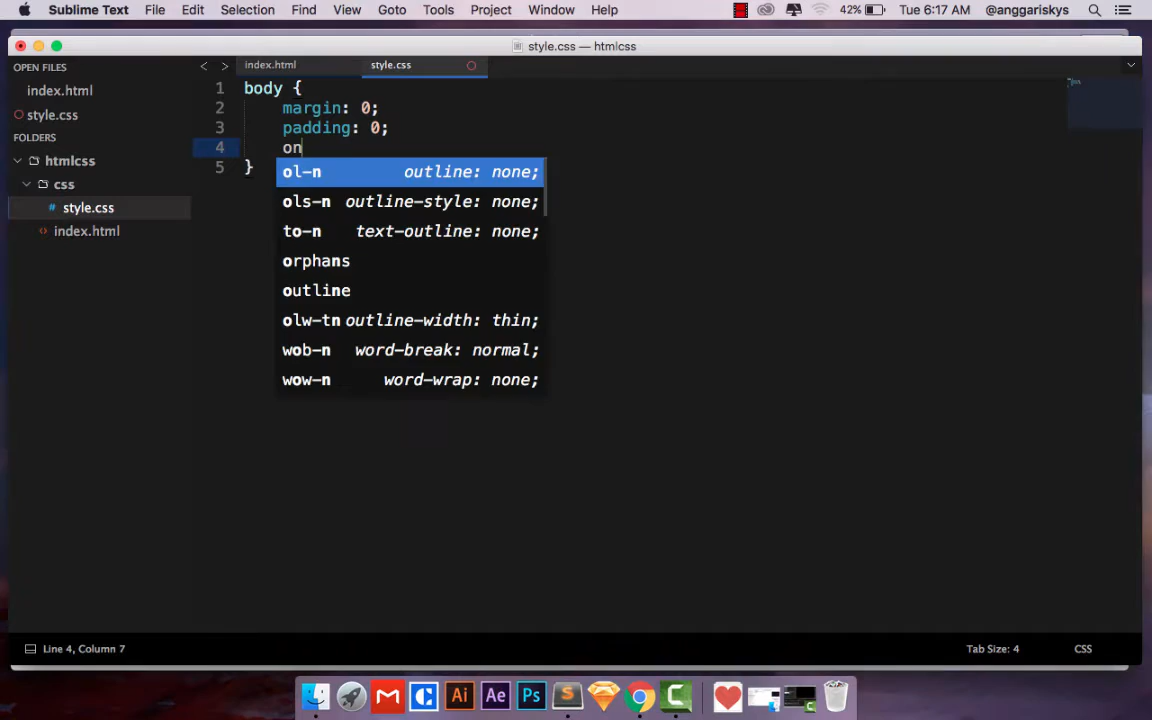 Sublime Text File Edit Selection Find View Goto Tools Project Window Help 42% Tue 6:17 AM @anggariskys
style.css — htmlcss
OPEN FILES
index.html
style.css
FOLDERS
htmlcss
css
style.css
index.html
index.html style.css
1 body {
2 margin: 0;
3 padding: 0;
4 on
5 }
ol-n outline: none;
ols-n outline-style: none;
to-n text-outline: none;
orphans
outline
olw-tn outline-width: thin;
wob-n word-break: normal;
wow-n word-wrap: none;
Line 4, Column 7 Tab Size: 4 CSS
Ai Ae Ps